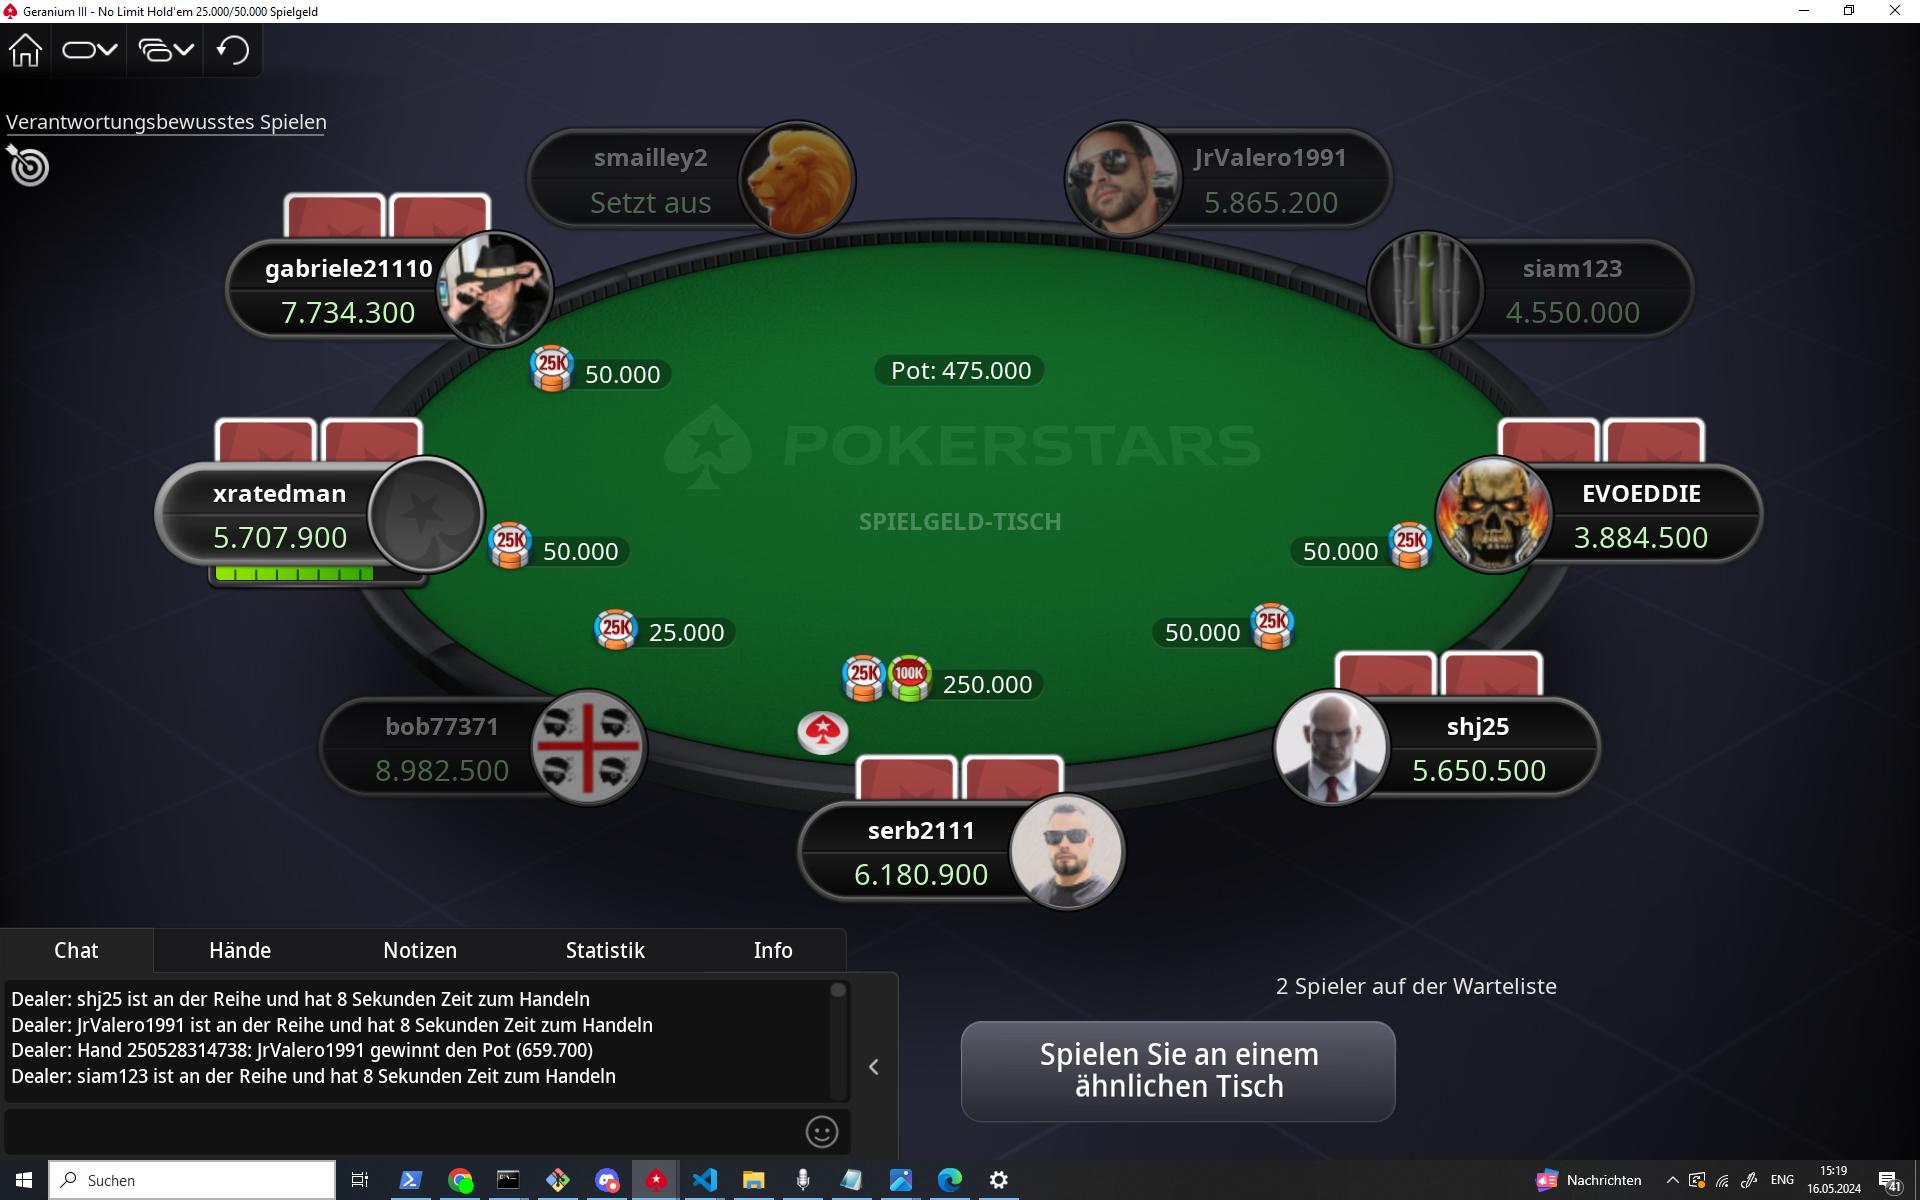 Geranium III - No Limit Hold'em 25.000/50.000 Spielgeld
Verantwortungsbewusstes Spielen
smailley2
Setzt aus
JrValero1991
5.865.200
gabriele21110
7.734.300
siam123
4.550.000
25K
50.000
Pot: 475.000
POKERSTARS
SPIELGELD-TISCH
xratedman
5.707.900
25K
50.000
50.000
25K
EVOEDDIE
3.884.500
25K
25.000
50.000
25K
25K
100K
250.000
bob77371
8.982.500
shj25
5.650.500
serb2111
6.180.900
Chat
Hände
Notizen
Statistik
Info
Dealer: shj25 ist an der Reihe und hat 8 Sekunden Zeit zum Handeln
Dealer: JrValero1991 ist an der Reihe und hat 8 Sekunden Zeit zum Handeln
Dealer: Hand 250528314738: JrValero1991 gewinnt den Pot (659.700)
Dealer: siam123 ist an der Reihe und hat 8 Sekunden Zeit zum Handeln
2 Spieler auf der Warteliste
Spielen Sie an einem
ähnlichen Tisch
Suchen
Nachrichten
ENG
15:19
16.05.2024
41